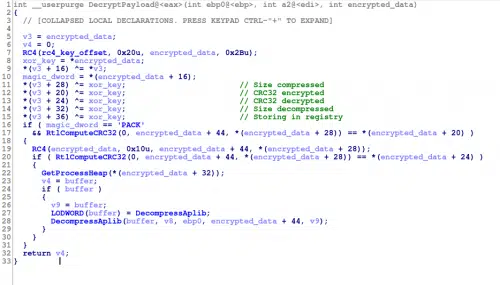 1 int __userpurge DecryptPayload@<eax>(int ebp0@<ebp>, int a2@<edi>, int encrypted_data)
2 {
3 // [COLLAPSED LOCAL DECLARATIONS. PRESS KEYPAD CTRL-"+" TO EXPAND]
4
5 v3 = encrypted_data;
6 v4 = 0;
7 RC4(rc4_key_offset, 0x20u, encrypted_data, 0x2Bu);
8 xor_key = *encrypted_data;
9 *(v3 + 16) ^= *v3;
10 magic_dword = *(encrypted_data + 16);
11 *(v3 + 28) ^= xor_key; // Size compressed
12 *(v3 + 20) ^= xor_key; // CRC32 encrypted
13 *(v3 + 24) ^= xor_key; // CRC32 decrypted
14 *(v3 + 32) ^= xor_key; // Size decompressed
15 *(v3 + 36) ^= xor_key; // Storing in registry
16 if ( magic_dword == 'PACK'
17 && RtlComputeCRC32(0, encrypted_data + 44, *(encrypted_data + 28)) == *(encrypted_data + 20) )
18 {
19 RC4(encrypted_data, 0x10u, encrypted_data + 44, *(encrypted_data + 28));
20 if ( RtlComputeCRC32(0, encrypted_data + 44, *(encrypted_data + 28)) == *(encrypted_data + 24) )
21 {
22 GetProcessHeap(*(encrypted_data + 32));
23 v4 = buffer;
24 if ( buffer )
25 {
26 v9 = buffer;
27 LODWORD(buffer) = DecompressAplib;
28 DecompressAplib(buffer, v8, ebp0, encrypted_data + 44, v9);
29 }
30 }
31 }
32 return v4;
33 }